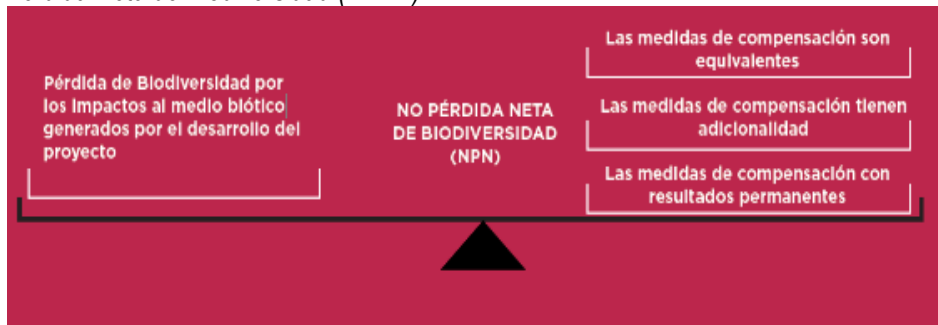 Pérdida de Biodiversidad por
los impactos al medio biótico
generados por el desarrollo del
proyecto
NO PÉRDIDA NETA
DE BIODIVERSIDAD
(NPN)
Las medidas de compensación son
equivalentes
Las medidas de compensación tienen
adicionalidad
Las medidas de compensación con
resultados permanentes